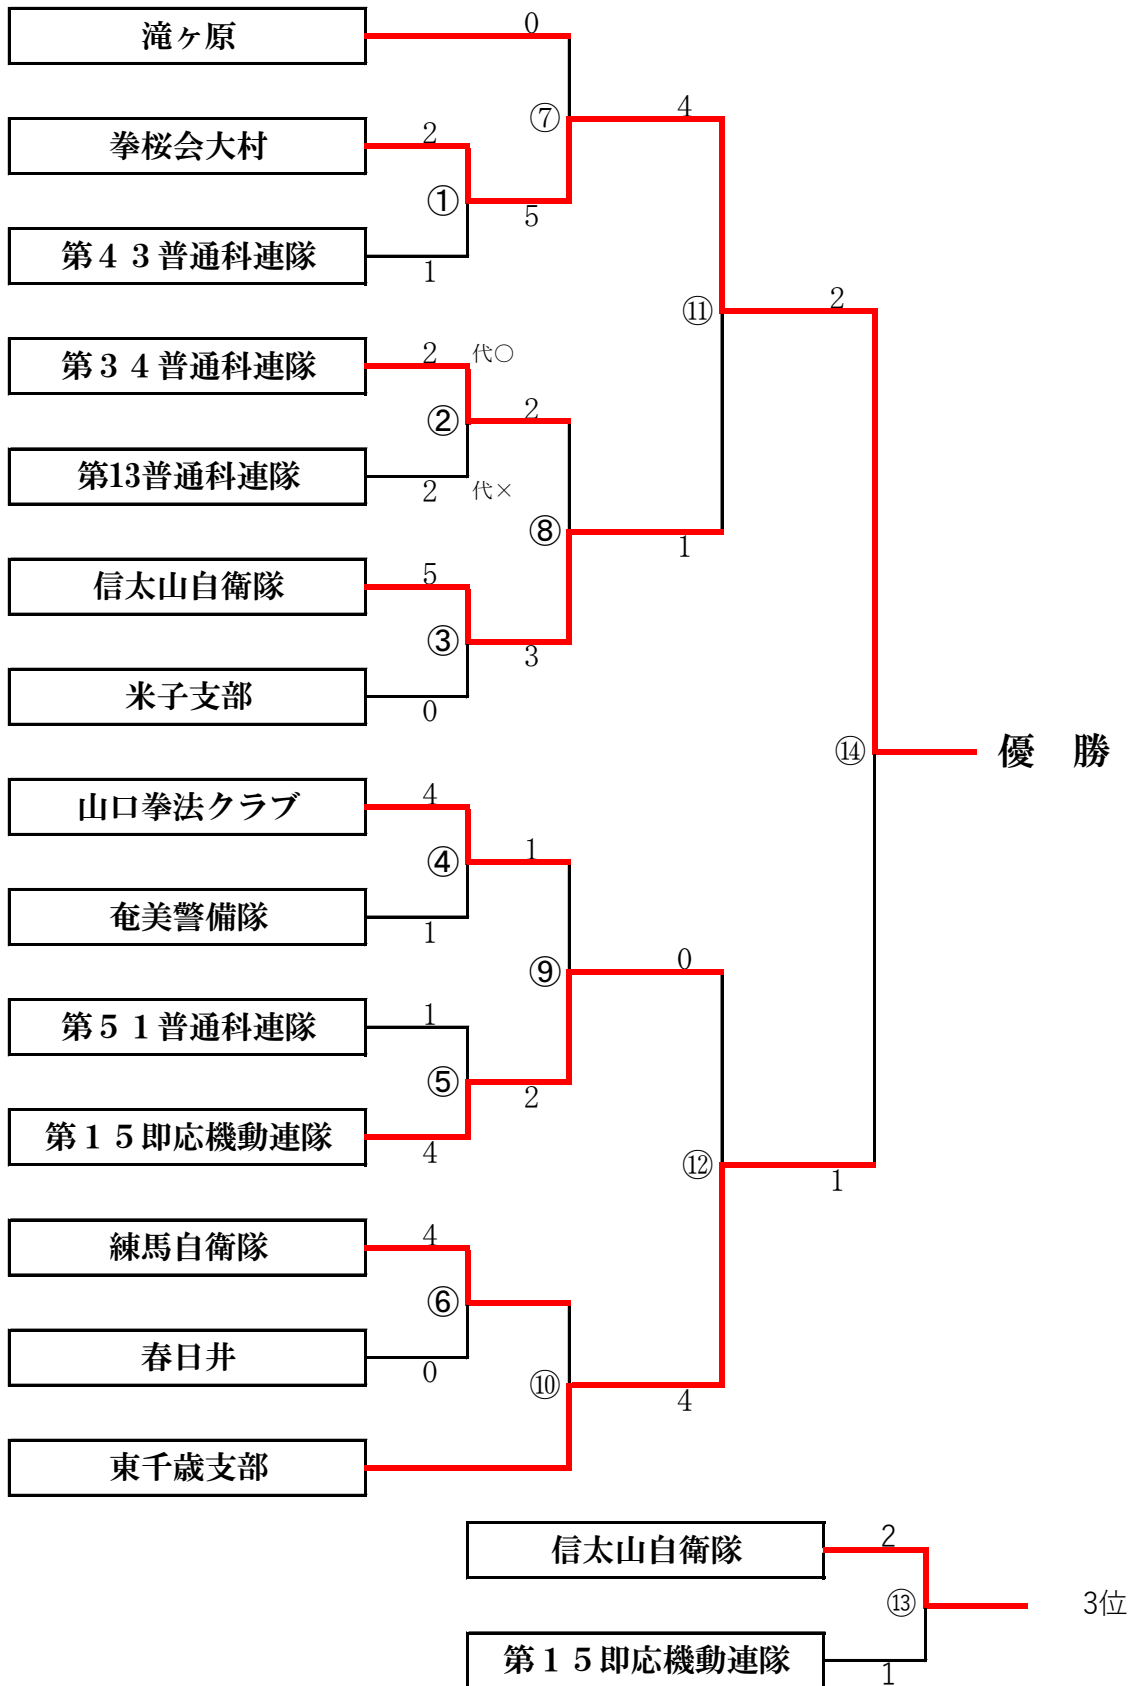 滝ヶ原
0
⑦
4
拳桜会大村
2
①
5
第４３普通科連隊
1
⑪
2
第３４普通科連隊
2
代○
②
2
第13普通科連隊
2
代×
⑧
1
信太山自衛隊
5
③
3
米子支部
0
⑭
優　勝
山口拳法クラブ
4
④
1
奄美警備隊
1
⑨
0
第５１普通科連隊
1
⑤
2
第１５即応機動連隊
4
⑫
1
練馬自衛隊
4
⑥
春日井
0
⑩
4
東千歳支部
信太山自衛隊
2
⑬
3位
第１５即応機動連隊
1